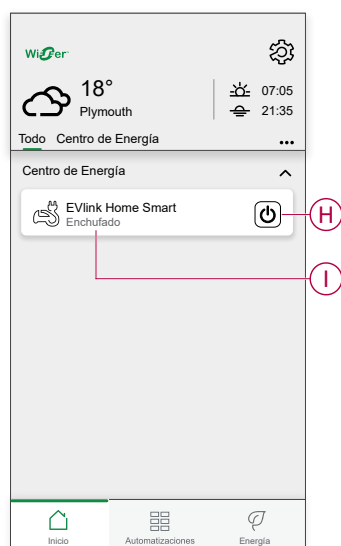 Wiser
18°
07:05
Plymouth
21:35
Todo Centro de Energía
Centro de Energía
EVlink Home Smart
Enchufado
H
I
Inicio Automatizaciones Energía